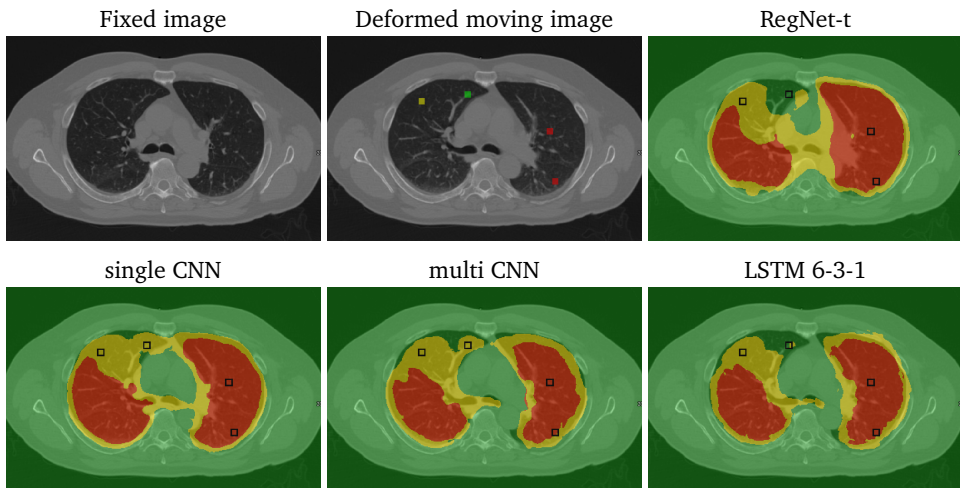 Fixed image
Deformed moving image
RegNet-t
single CNN
multi CNN
LSTM 6-3-1